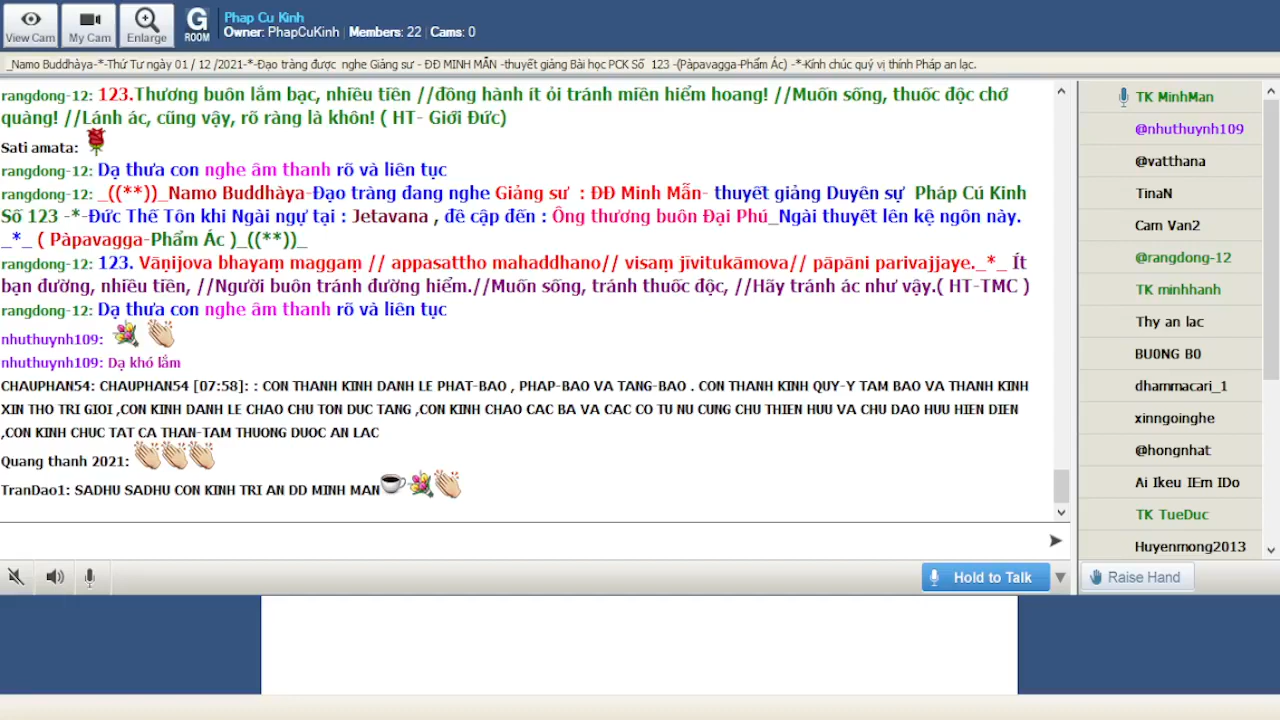 View Cam
My Cam
Enlarge
G
ROOM
Phap Cu Kinh
Owner: PhapCuKinh | Members: 22 | Cams: 0
_Namo Buddhàya-*-Thứ Tư ngày 01 / 12 /2021-*-Đạo tràng được nghe Giảng sư - ĐĐ MINH MẪN -thuyết giảng Bài học PCK Số 123 -(Pàpavagga-Phẩm Ác) -*-Kính chúc quý vị thính Pháp an lạc.
rangdong-12: 123.Thương buôn lắm bạc, nhiều tiền //đông hành ít ỏi tránh miền hiểm hoang! //Muốn sống, thuốc độc chớ
quàng! //Lánh ác, cũng vậy, rõ ràng là khôn! ( HT- Giới Đức)
Sati amata:
rangdong-12: Dạ thưa con nghe âm thanh rõ và liên tục
rangdong-12: _((**))_Namo Buddhàya-Đạo tràng đang nghe Giảng sư : ĐĐ Minh Mẫn- thuyết giảng Duyên sự Pháp Cú Kinh
Số 123 -*-Đức Thế Tôn khi Ngài ngự tại : Jetavana , đề cập đến : Ông thương buôn Đại Phú_Ngài thuyết lên kệ ngôn này.
_*_ ( Pàpavagga-Phẩm Ác )_((**))_
rangdong-12: 123. Vāṇijova bhayaṃ maggaṃ // appasattho mahaddhano// visaṃ jīvitukāmova// pāpāni parivajjaye._*_ Ít
bạn đường, nhiều tiền, //Người buôn tránh đường hiểm.//Muốn sống, tránh thuốc độc, //Hãy tránh ác như vậy.( HT-TMC )
rangdong-12: Dạ thưa con nghe âm thanh rõ và liên tục
nhuthuynh109:
nhuthuynh109: Dạ khó lắm
CHAUPHAN54: CHAUPHAN54 [07:58]: : CON THANH KINH DANH LE PHAT-BAO , PHAP-BAO VA TANG-BAO . CON THANH KINH QUY-Y TAM BAO VA THANH KINH
XIN THO TRI GIOI ,CON KINH DANH LE CHAO CHU TON DUC TANG ,CON KINH CHAO CAC BA VA CAC CO TU NU CUNG CHU THIEN HUU VA CHU DAO HUU HIEN DIEN
,CON KINH CHUC TAT CA THAN-TAM THUONG DUOC AN LAC
Quang thanh 2021:
TranDao1: SADHU SADHU CON KINH TRI AN DD MINH MAN
TK MinhMan
@nhuthuynh109
@vatthana
TinaN
Cam Van2
@rangdong-12
TK minhhanh
Thy an lac
BU0NG B0
dhammacari_1
xinngoinghe
@hongnhat
Ai Ikeu IEm IDo
TK TueDuc
Huyenmong2013
Hold to Talk
Raise Hand